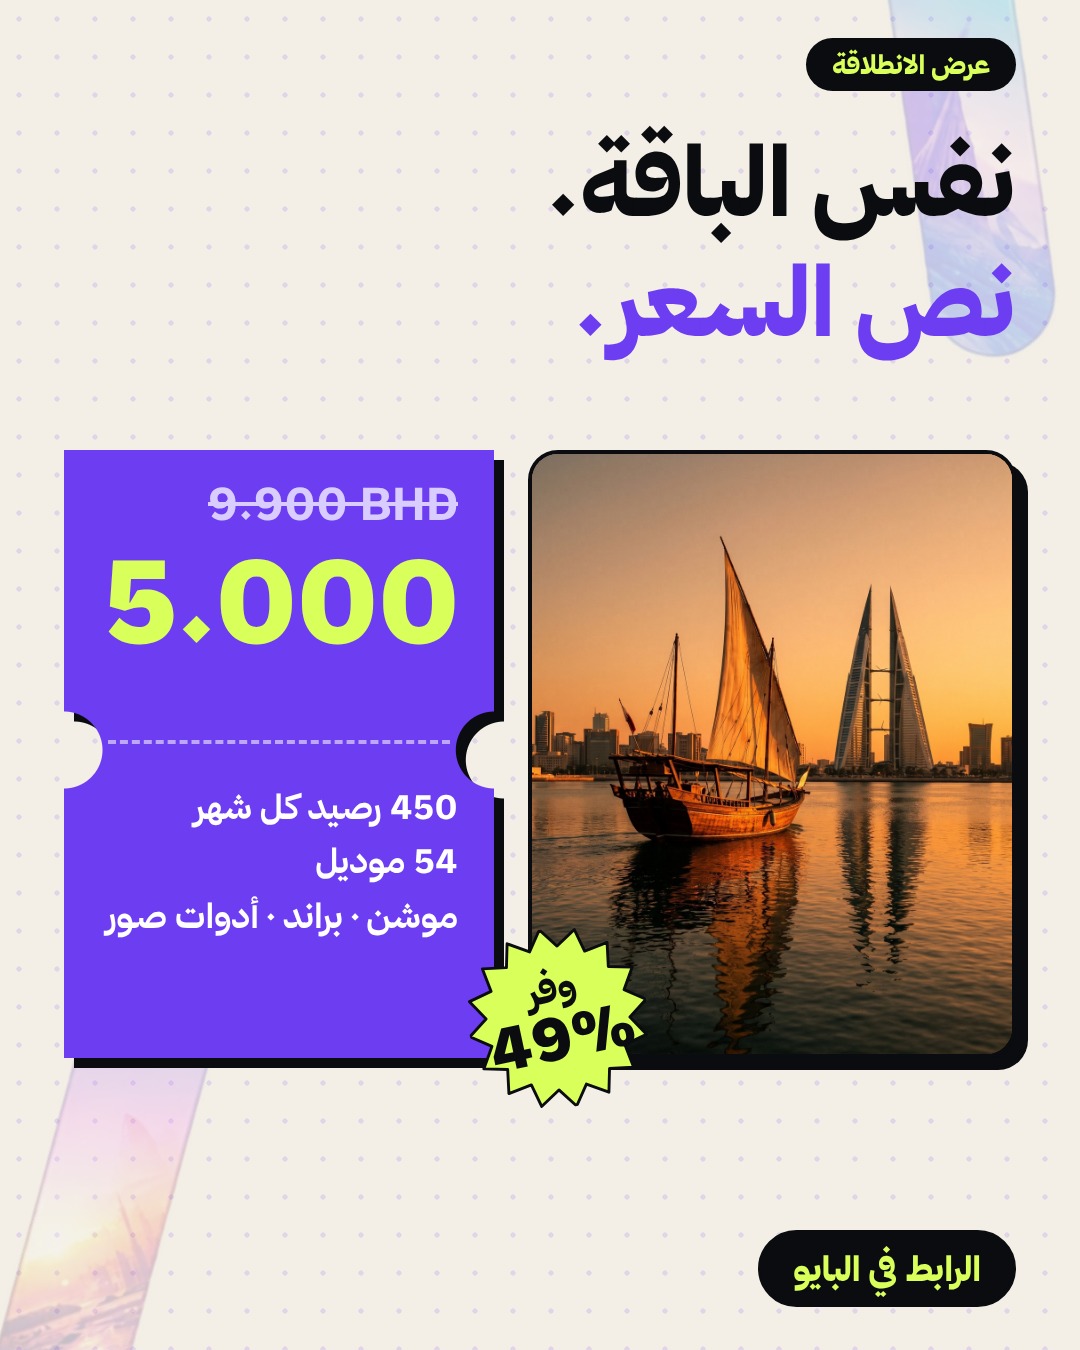 عرض الانطلاقة
نفس الباقة.
نص السعر.
9.900 BHD
5.000
450 رصيد كل شهر
54 موديل
موشن · براند · أدوات صور
وفر
49%
الرابط في البايو